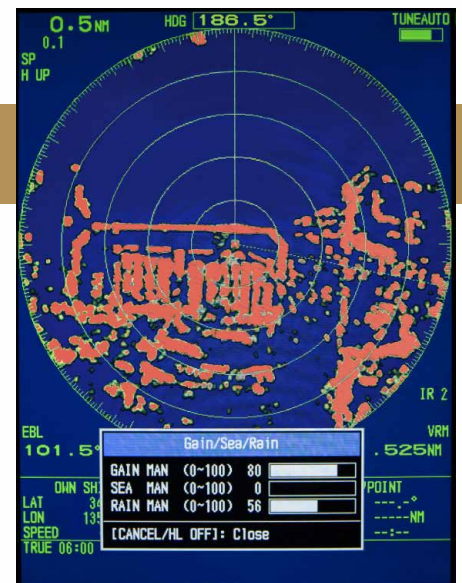 0.5NM
0.1
SP
H UP
HDG 186.5°
TUNEAUTO
IR 2
EBL
101.5°
VRM
.525NM
Gain/Sea/Rain
GAIN MAN (0~100) 80
SEA MAN (0~100) 0
RAIN MAN (0~100) 56
[CANCEL/HL OFF]: Close
OWN SH
LAT 34
LON 135
SPEED
TRUE 06:00
POINT
---.-°
-----NM
--:--